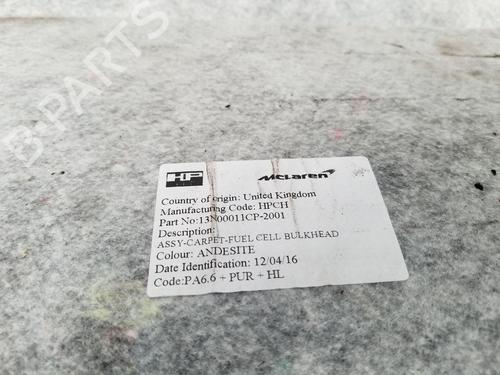 B-PARTS
HP
McLaren
Country of origin: United Kingdom
Manufacturing Code: HPCH
Part No:13N00011CP-2001
Description:
ASSY-CARPET-FUEL CELL BULKHEAD
Colour: ANDESITE
Date Identification: 12/04/16
Code:PA6.6 + PUR + HL